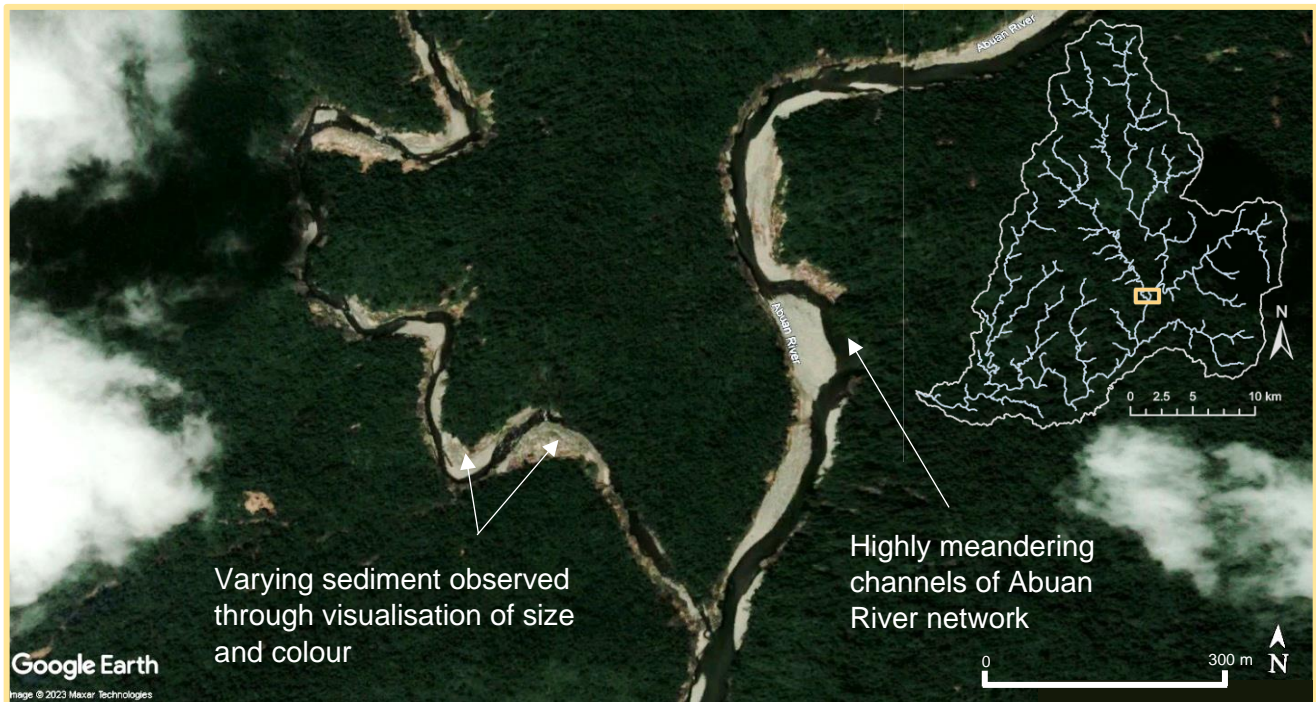 Abuan River
N
0 2.5 5 10 km
Abuan River
Varying sediment observed
through visualisation of size
and colour
Highly meandering
channels of Abuan
River network
Google Earth
Image © 2023 Maxar Technologies
0 300 m
N